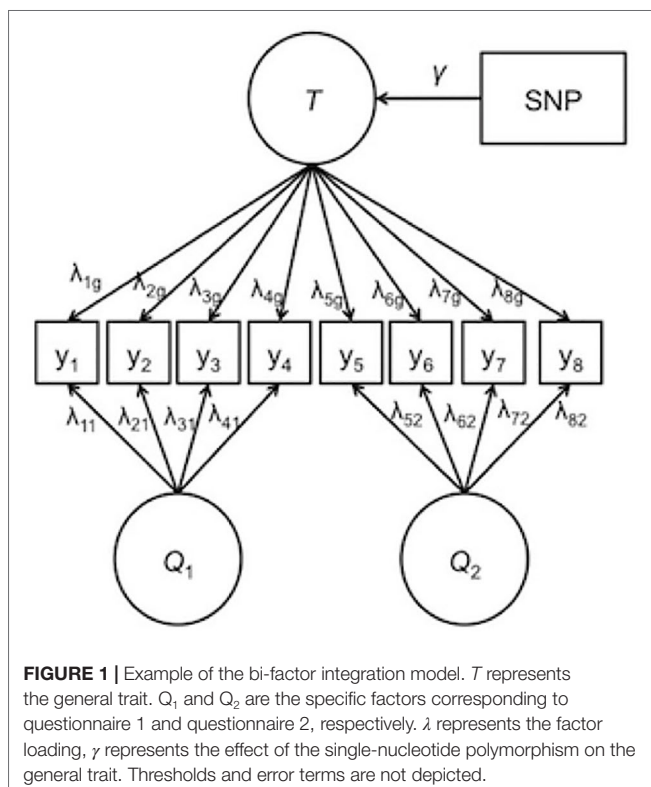 T
γ
SNP
λ1g λ2g λ3g λ4g λ5g λ6g λ7g λ8g
y1 y2 y3 y4 y5 y6 y7 y8
λ11 λ21 λ31 λ41 λ52 λ62 λ72 λ82
Q1 Q2
FIGURE 1 | Example of the bi-factor integration model. T represents
the general trait. Q1 and Q2 are the specific factors corresponding to
questionnaire 1 and questionnaire 2, respectively. λ represents the factor
loading, γ represents the effect of the single-nucleotide polymorphism on the
general trait. Thresholds and error terms are not depicted.